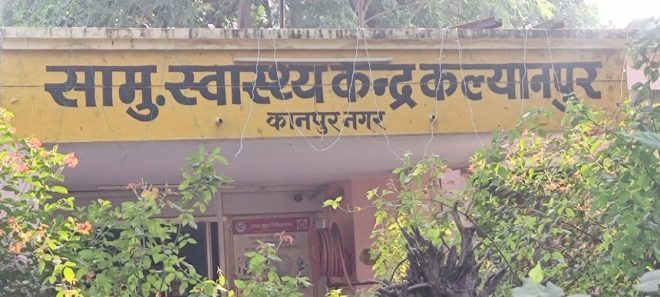 सामु.स्वास्थ्य केन्द्र कल्यानपुर
कानपुर नगर